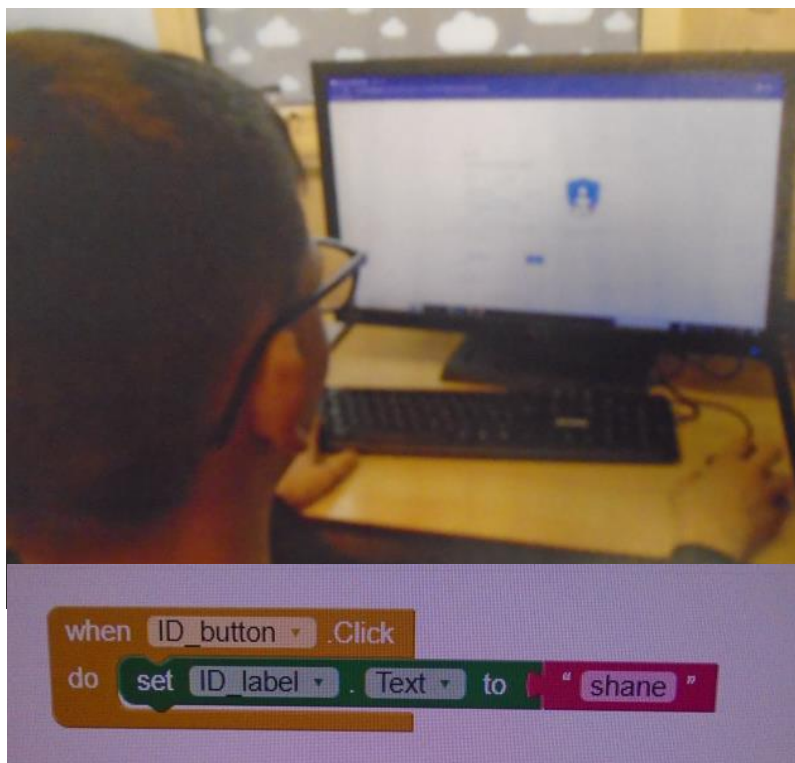 when ID_button .Click
do set ID_label . Text to " shane "